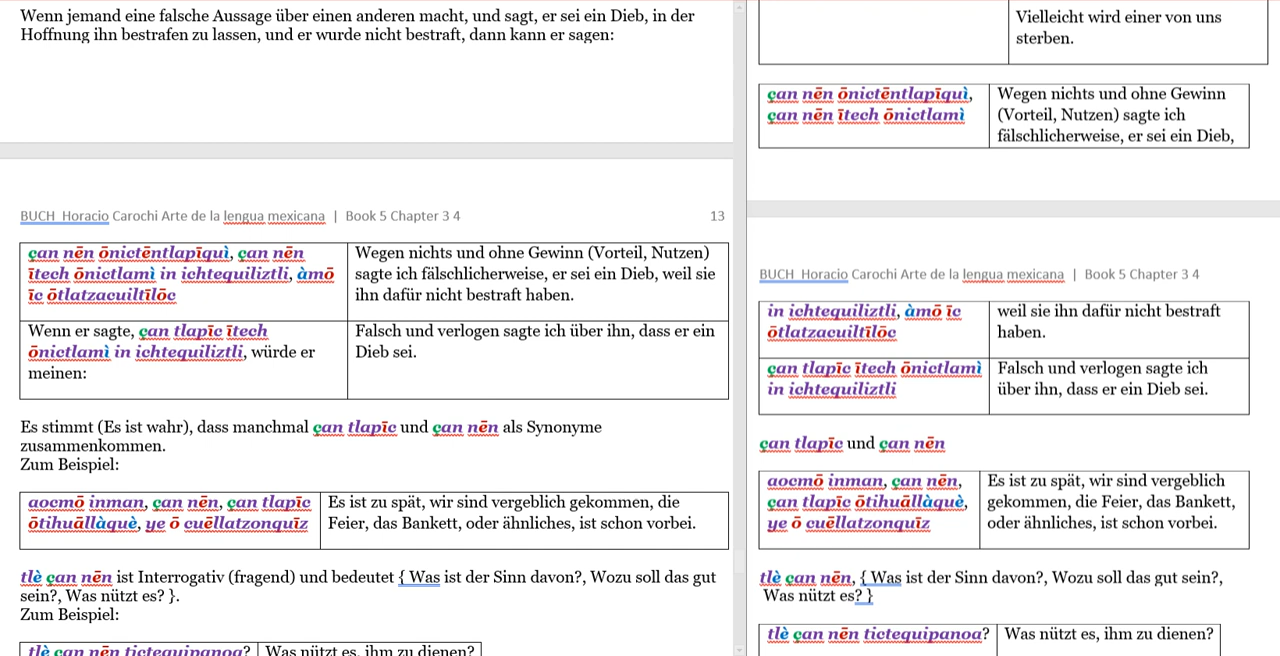 Wenn jemand eine falsche Aussage über einen anderen macht, und sagt, er sei ein Dieb, in der
Hoffnung ihn bestrafen zu lassen, und er wurde nicht bestraft, dann kann er sagen:
BUCH Horacio Carochi Arte de la lengua mexicana | Book 5 Chapter 3 4 13
çan nēn ōnictēntlapīquì, çan nēn
ītech ōnictlamì in ichtequiliztli, àmō
īc ōtlatzacuiltīlōc
Wegen nichts und ohne Gewinn (Vorteil, Nutzen)
sagte ich fälschlicherweise, er sei ein Dieb, weil sie
ihn dafür nicht bestraft haben.
Wenn er sagte, çan tlapīc ītech
ōnictlamì in ichtequiliztli, würde er
meinen:
Falsch und verlogen sagte ich über ihn, dass er ein
Dieb sei.
Es stimmt (Es ist wahr), dass manchmal çan tlapīc und çan nēn als Synonyme
zusammenkommen.
Zum Beispiel:
aocmō inman, çan nēn, çan tlapīc
ōtihuāllàquè, ye ō cuēllatzonquīz
Es ist zu spät, wir sind vergeblich gekommen, die
Feier, das Bankett, oder ähnliches, ist schon vorbei.
tlè çan nēn ist Interrogativ (fragend) und bedeutet { Was ist der Sinn davon?, Wozu soll das gut
sein?, Was nützt es? }.
Zum Beispiel:
tlè çan nēn tictequipanoa? Was nützt es, ihm zu dienen?
Vielleicht wird einer von uns
sterben.
çan nēn ōnictēntlapīquì,
çan nēn ītech ōnictlamì
Wegen nichts und ohne Gewinn
(Vorteil, Nutzen) sagte ich
fälschlicherweise, er sei ein Dieb,
BUCH Horacio Carochi Arte de la lengua mexicana | Book 5 Chapter 3 4
in ichtequiliztli, àmō īc
ōtlatzacuiltīlōc
weil sie ihn dafür nicht bestraft
haben.
çan tlapīc ītech ōnictlamì
in ichtequiliztli
Falsch und verlogen sagte ich
über ihn, dass er ein Dieb sei.
çan tlapīc und çan nēn
aocmō inman, çan nēn,
çan tlapīc ōtihuāllàquè,
ye ō cuēllatzonquīz
Es ist zu spät, wir sind vergeblich
gekommen, die Feier, das Bankett,
oder ähnliches, ist schon vorbei.
tlè çan nēn, { Was ist der Sinn davon?, Wozu soll das gut sein?,
Was nützt es? }
tlè çan nēn tictequipanoa? Was nützt es, ihm zu dienen?